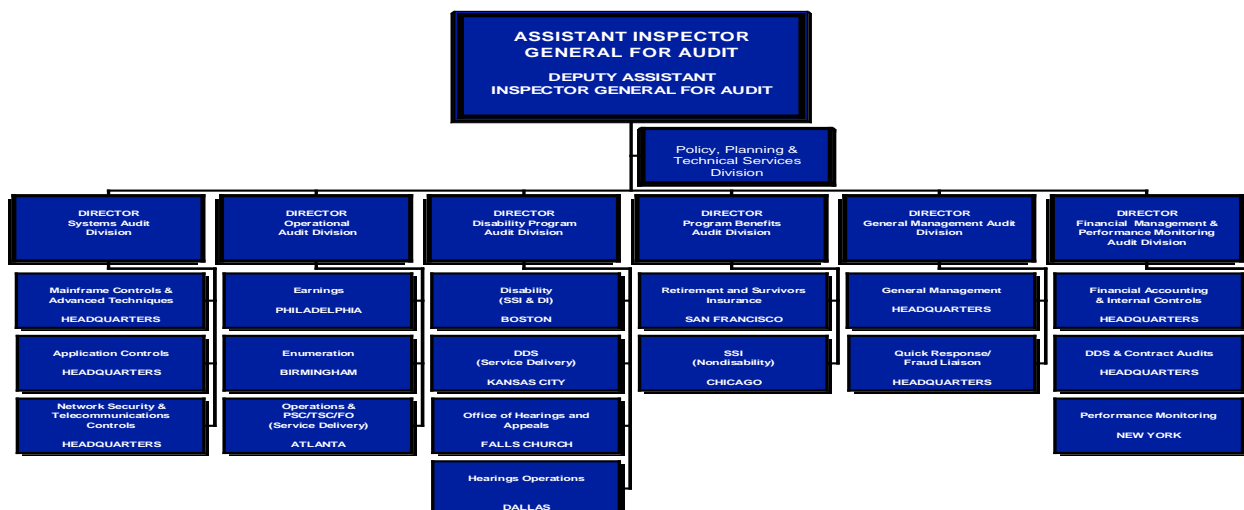 ASSISTANT INSPECTOR
GENERAL FOR AUDIT
DEPUTY ASSISTANT
INSPECTOR GENERAL FOR AUDIT
Policy, Planning &
Technical Services
Division
DIRECTOR
Systems Audit
Division
DIRECTOR
Operational
Audit Division
DIRECTOR
Disability Program
Audit Division
DIRECTOR
Program Benefits
Audit Division
DIRECTOR
General Management Audit
Division
DIRECTOR
Financial Management &
Performance Monitoring
Audit Division
Mainframe Controls &
Advanced Techniques
HEADQUARTERS
Earnings
PHILADELPHIA
Disability
(SSI & DI)
BOSTON
Retirement and Survivors
Insurance
SAN FRANCISCO
General Management
HEADQUARTERS
Financial Accounting
& Internal Controls
HEADQUARTERS
Application Controls
HEADQUARTERS
Enumeration
BIRMINGHAM
DDS
(Service Delivery)
KANSAS CITY
SSI
(Nondisability)
CHICAGO
Quick Response/
Fraud Liaison
HEADQUARTERS
DDS & Contract Audits
HEADQUARTERS
Network Security &
Telecommunications
Controls
HEADQUARTERS
Operations &
PSC/TSC/FO
(Service Delivery)
ATLANTA
Office of Hearings and
Appeals
FALLS CHURCH
Performance Monitoring
NEW YORK
Hearings Operations
DALLAS